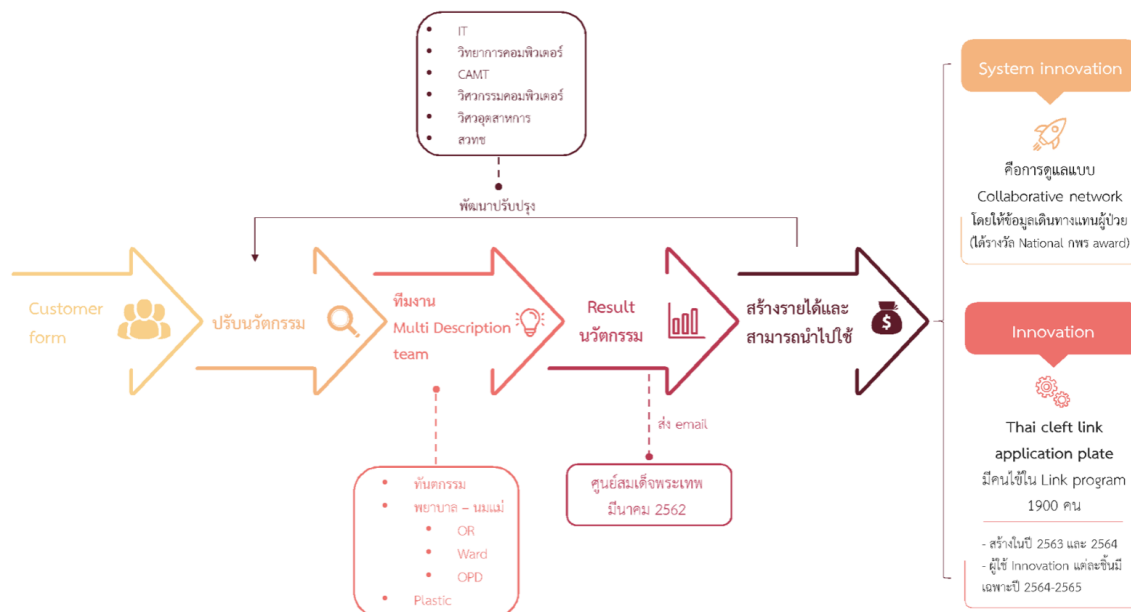 • IT
• วิทยาการคอมพิวเตอร์
• CAMT
• วิศวกรรมคอมพิวเตอร์
• วิศวอุตสาหการ
• สวทช
พัฒนาปรับปรุง
Customer
form
ปรับนวัตกรรม
ทีมงาน
Multi Description
team
Result
นวัตกรรม
สร้างรายได้และ
สามารถนำไปใช้
• ทันตกรรม
• พยาบาล – นมแม่
• OR
• Ward
• OPD
• Plastic
ส่ง email
ศูนย์สมเด็จพระเทพ
มีนาคม 2562
System innovation
คือการดูแลแบบ
Collaborative network
โดยให้ข้อมูลเดินทางแทนผู้ป่วย
(ได้รางวัล National กพร award)
Innovation
Thai cleft link
application plate
มีคนใช้ใน Link program
1900 คน
- สร้างในปี 2563 และ 2564
- ผู้ใช้ Innovation แต่ละชิ้นมี
เฉพาะปี 2564-2565